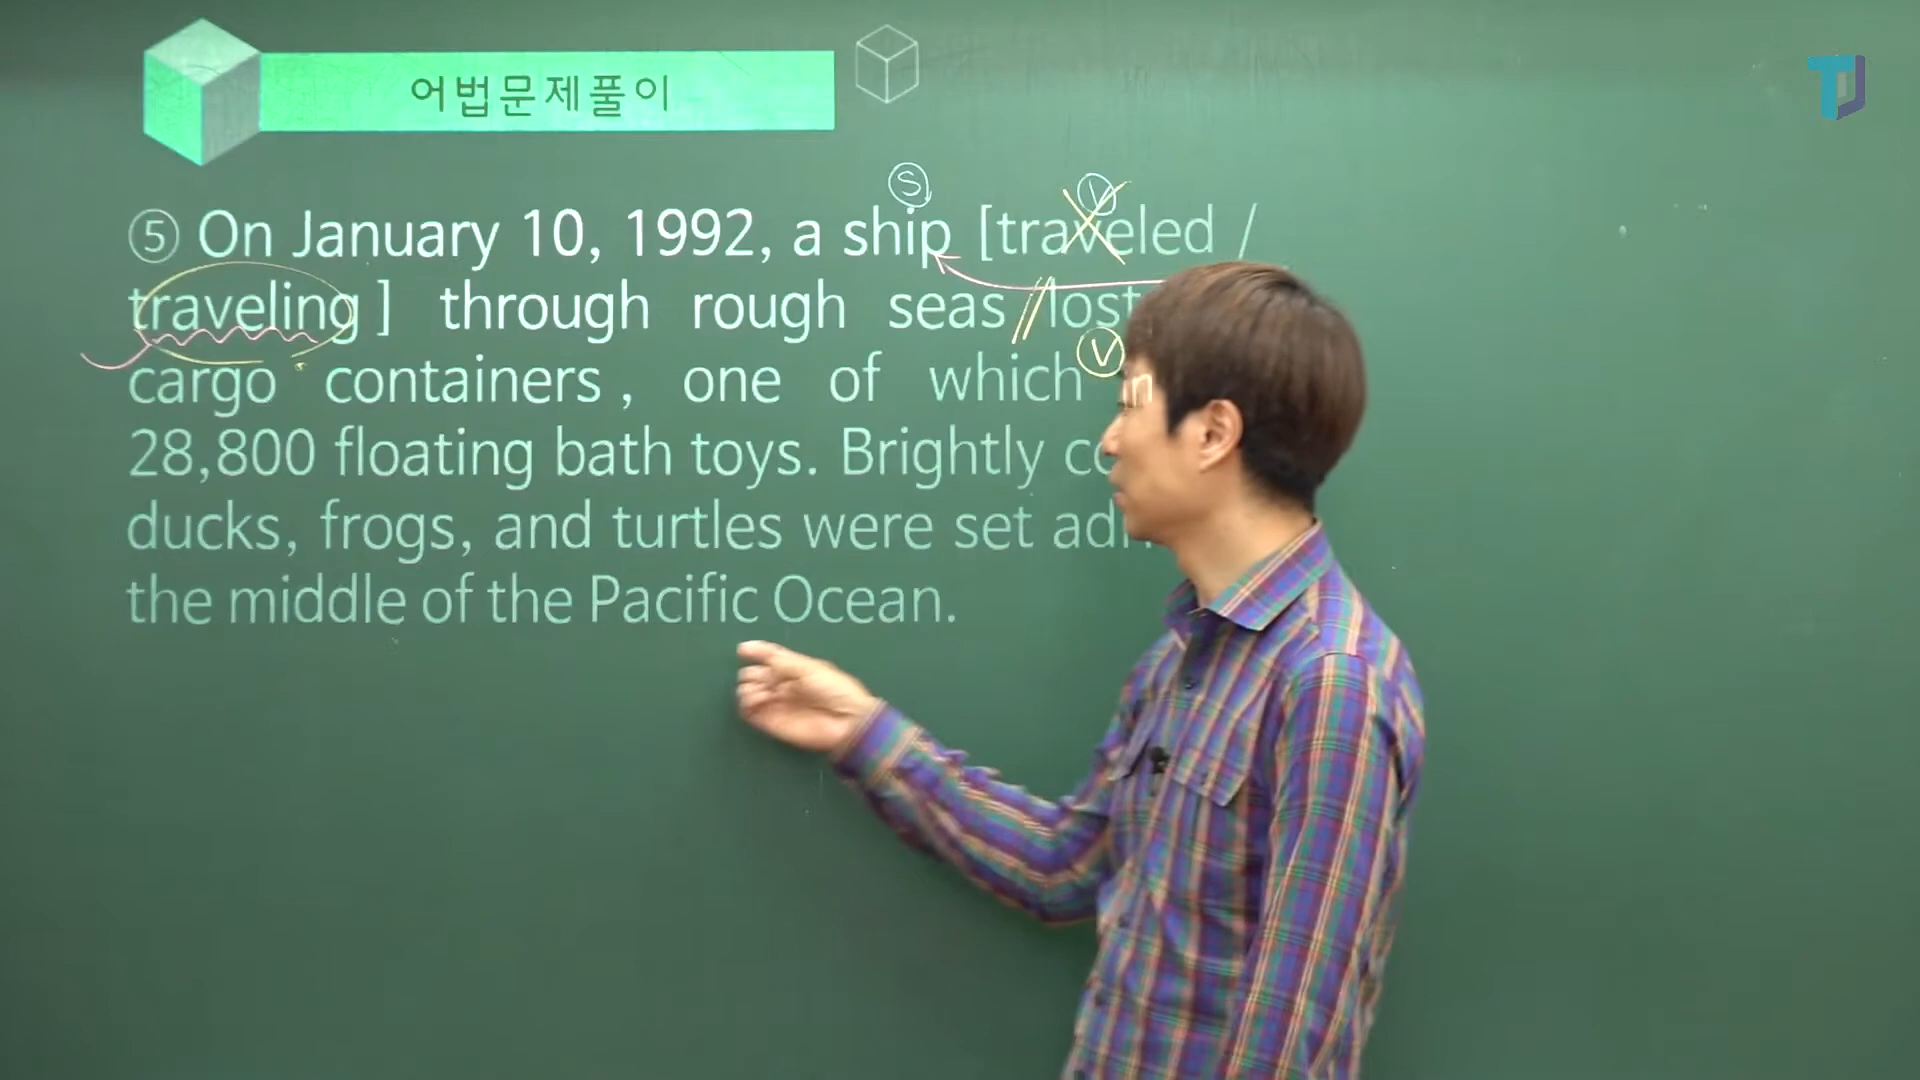 어법문제풀이
TJ
S
V
⑤ On January 10, 1992, a ship [traveled /
traveling] through rough seas lost
V
cargo containers, one of which
28,800 floating bath toys. Brightly
ducks, frogs, and turtles were set
the middle of the Pacific Ocean.